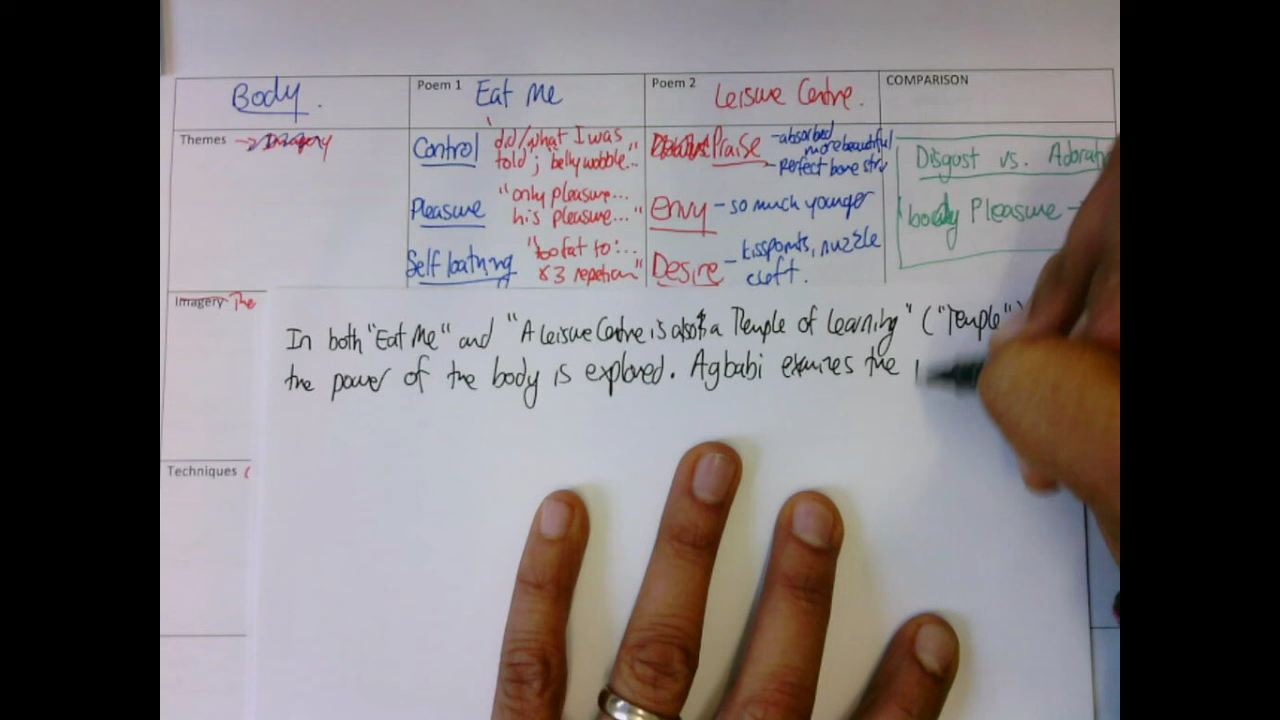 Body.
Poem 1 Eat Me
Poem 2 Leisure Centre.
COMPARISON
Themes →
Control "did/what I was
told"; bellywobble..."
Pleasure "only pleasure...
his pleasure..."
Self loathing "too fat to:...
x3 repetition"
Praise -absorbed
more beautiful
-Perfect bone str
Envy - so much younger
Desire - kisspoints, nuzzle
cleft.
Disgust vs. Adorat
body Pleasure -
Imagery The
Techniques (
In both "Eat Me" and "A Leisure Centre is also a Temple of Learning" ("Temple")
the power of the body is explored. Agbabi examines the